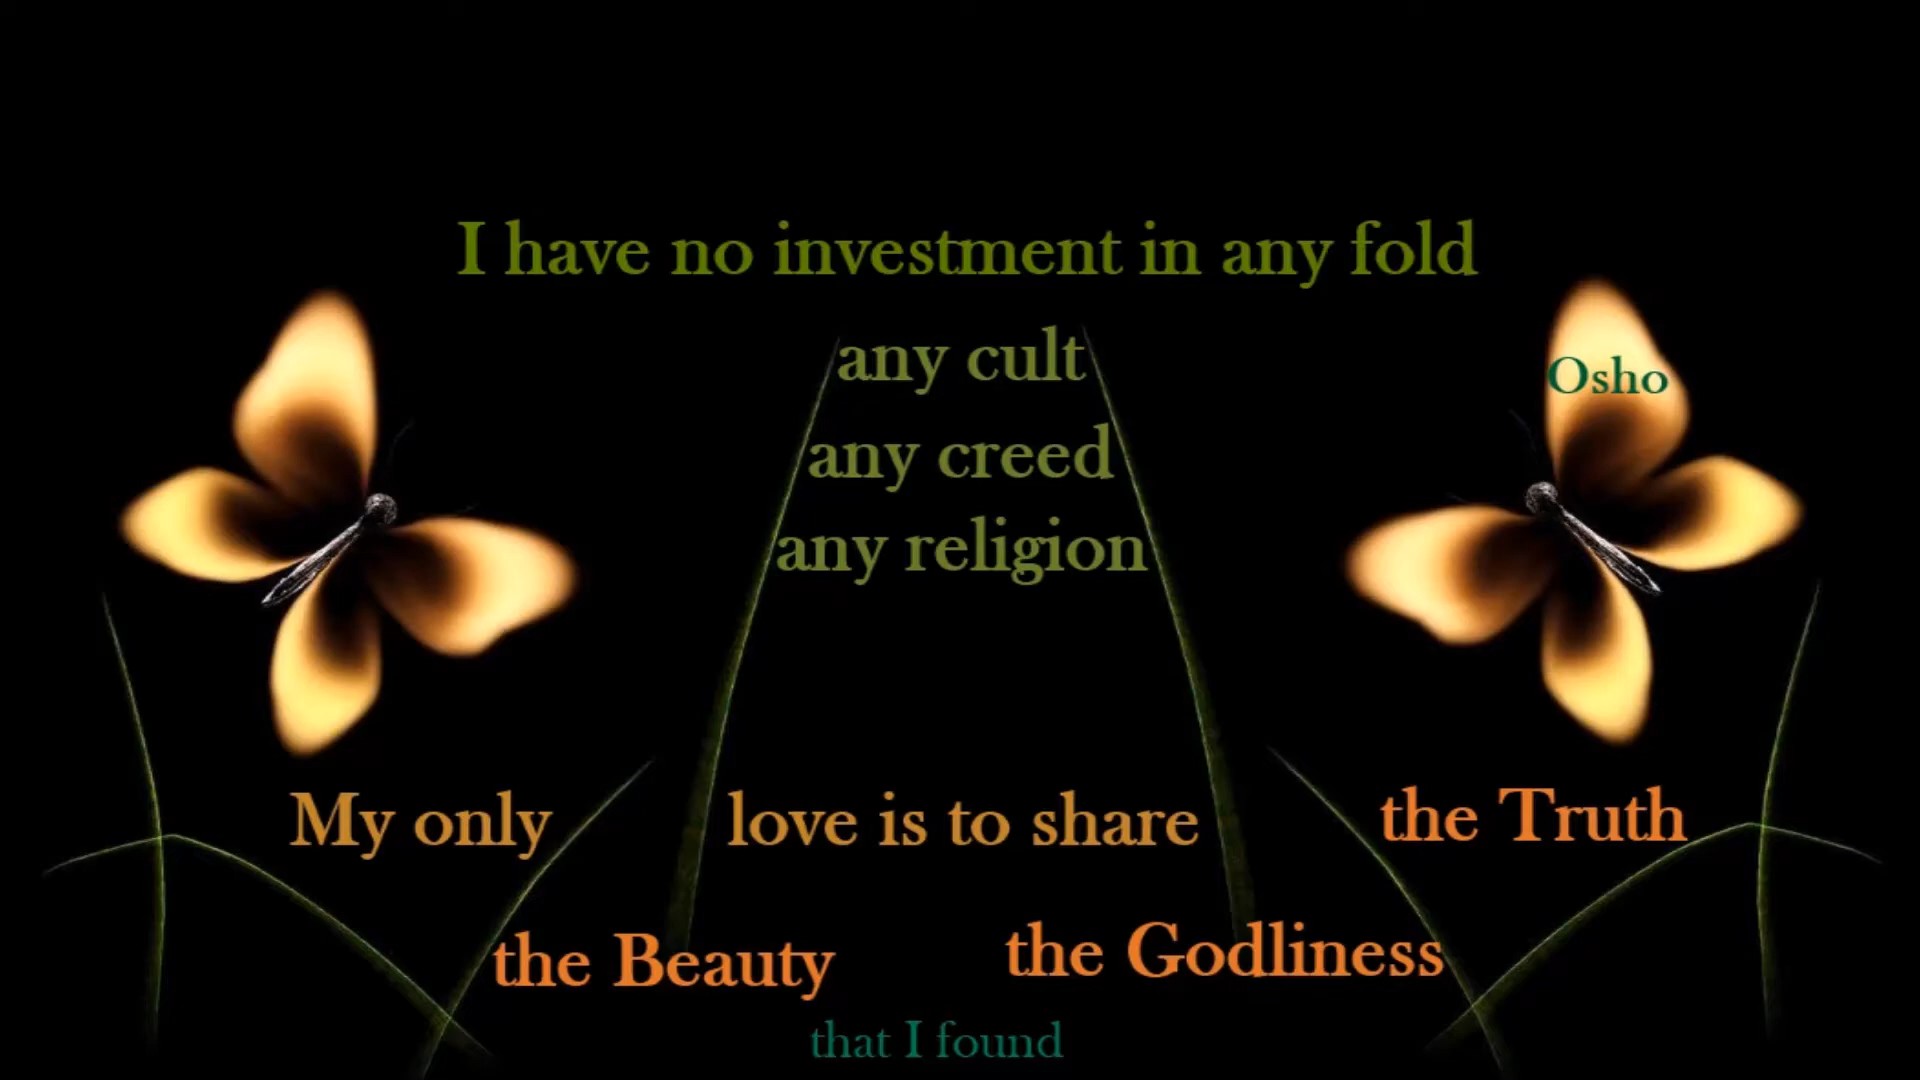 I have no investment in any fold
any cult
Osho
any creed
any religion
My only love is to share the Truth
the Beauty the Godliness
that I found